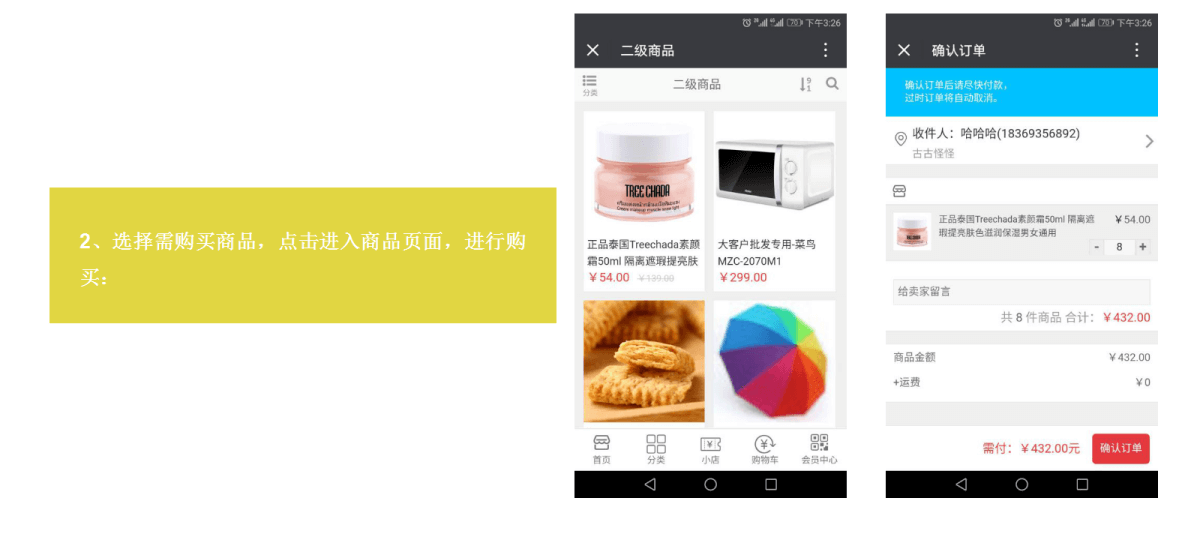 2、选择需购买商品，点击进入商品页面，进行购
买：
下午3:26
二级商品
分类
二级商品
TREE CHADA
正品泰国Treechada素颜
霜50ml 隔离遮瑕提亮肤
￥54.00 ￥139.00
大客户批发专用-菜鸟
MZC-2070M1
￥299.00
首页
分类
小店
购物车
会员中心
70 下午3:26
确认订单
确认订单后请尽快付款，
过时订单将自动取消。
收件人：哈哈哈(18369356892)
古古怪怪
正品泰国Treechada素颜霜50ml 隔离遮 ￥54.00
瑕提亮肤色滋润保湿男女通用
- 8 +
给卖家留言
共 8 件商品 合计：￥432.00
商品金额 ￥432.00
+运费 ￥0
需付：￥432.00元 确认订单